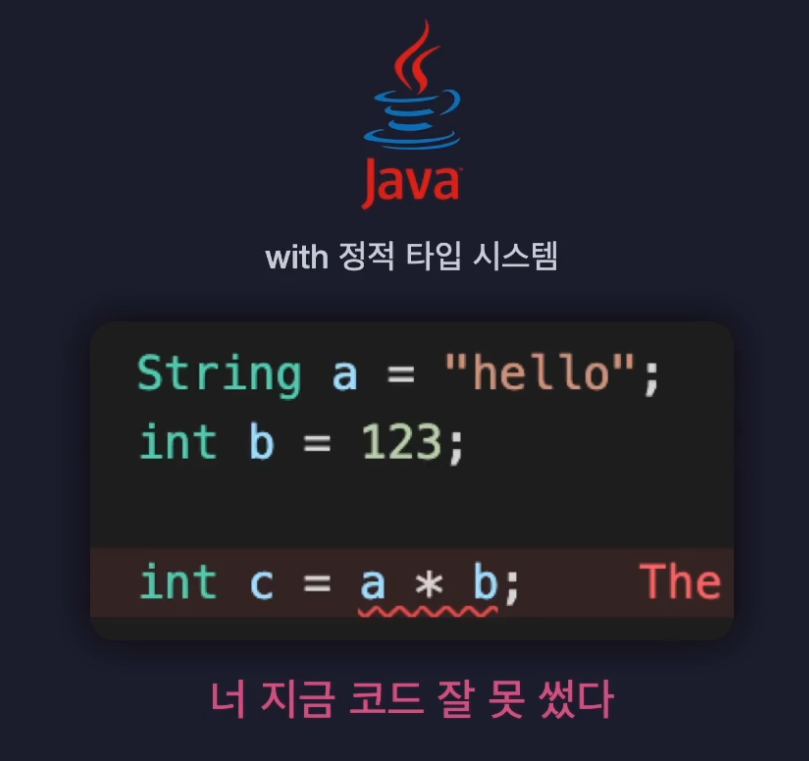 Java
with 정적 타입 시스템
String a = "hello";
int b = 123;
int c = a * b; The
너 지금 코드 잘 못 썼다